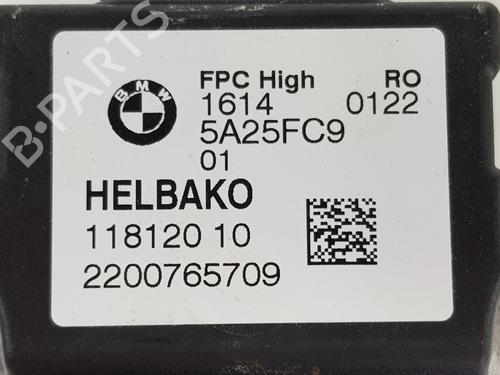 B-PARTS
BMW
FPC High RO
1614 0122
5A25FC9
01
HELBAKO
118120 10
2200765709